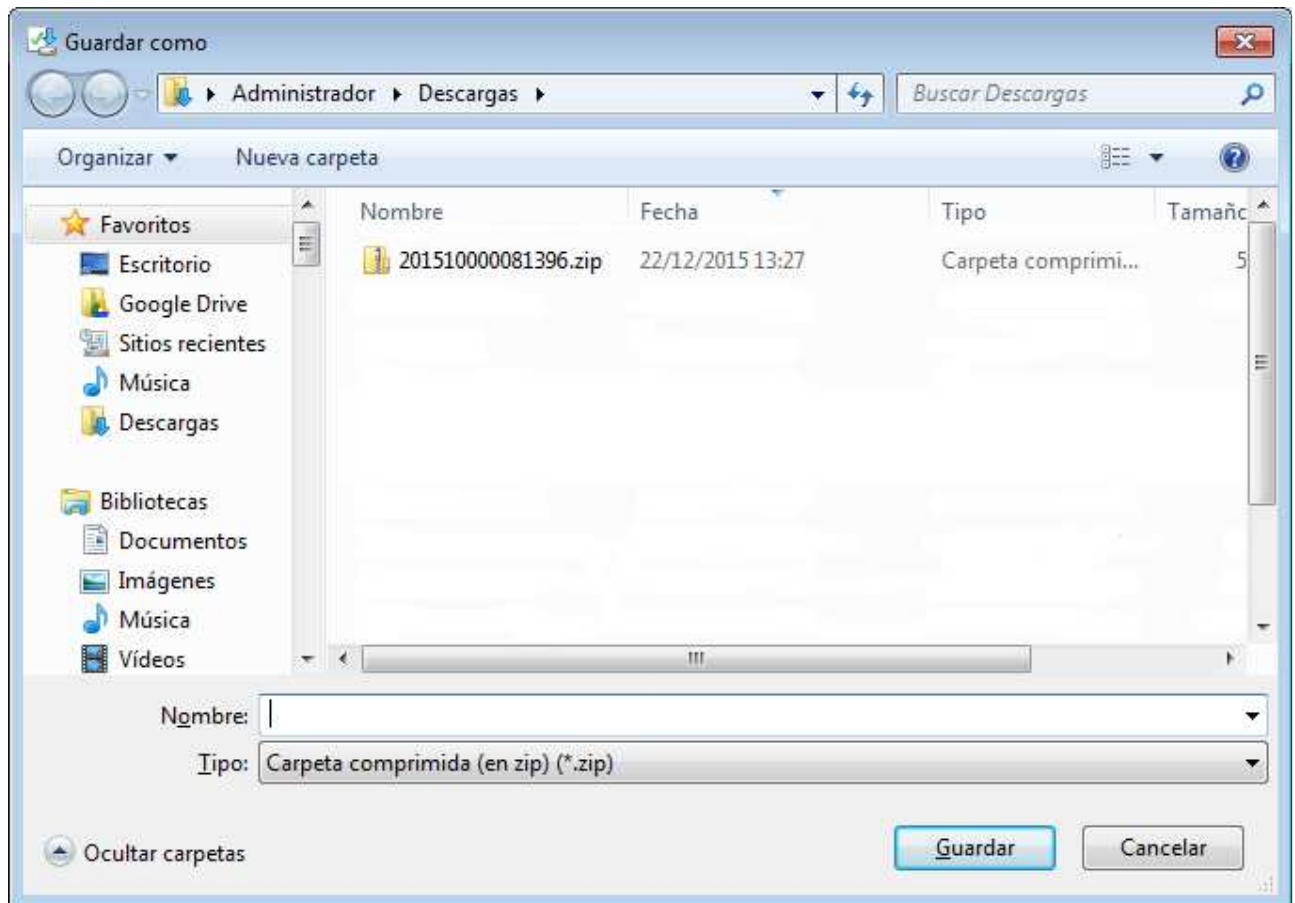 Guardar como
Administrador Descargas Buscar Descargas
Organizar Nueva carpeta
Favoritos Nombre Fecha Tipo Tamañc
Escritorio 201510000081396.zip 22/12/2015 13:27 Carpeta comprimi... 5
Google Drive
Sitios recientes
Música
Descargas
Bibliotecas
Documentos
Imágenes
Música
Vídeos
Nombre:
Tipo: Carpeta comprimida (en zip) (*.zip)
Ocultar carpetas Guardar Cancelar